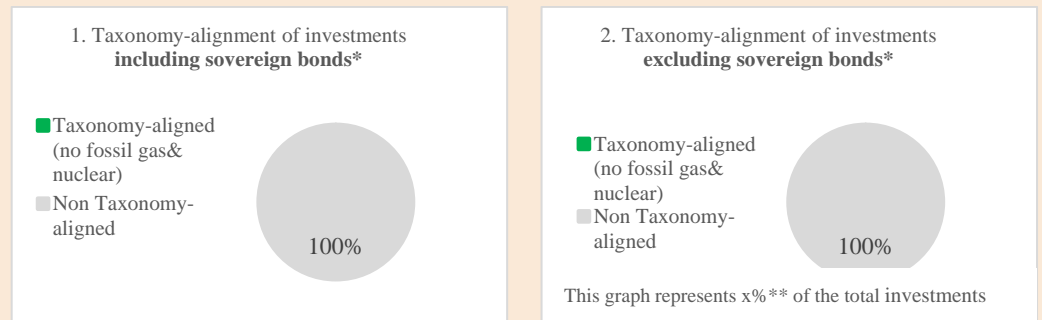 1. Taxonomy-alignment of investments
including sovereign bonds*
Taxonomy-aligned
(no fossil gas&
nuclear)
Non Taxonomy-
aligned
100%
2. Taxonomy-alignment of investments
excluding sovereign bonds*
Taxonomy-aligned
(no fossil gas&
nuclear)
Non Taxonomy-
aligned
100%
This graph represents x%** of the total investments